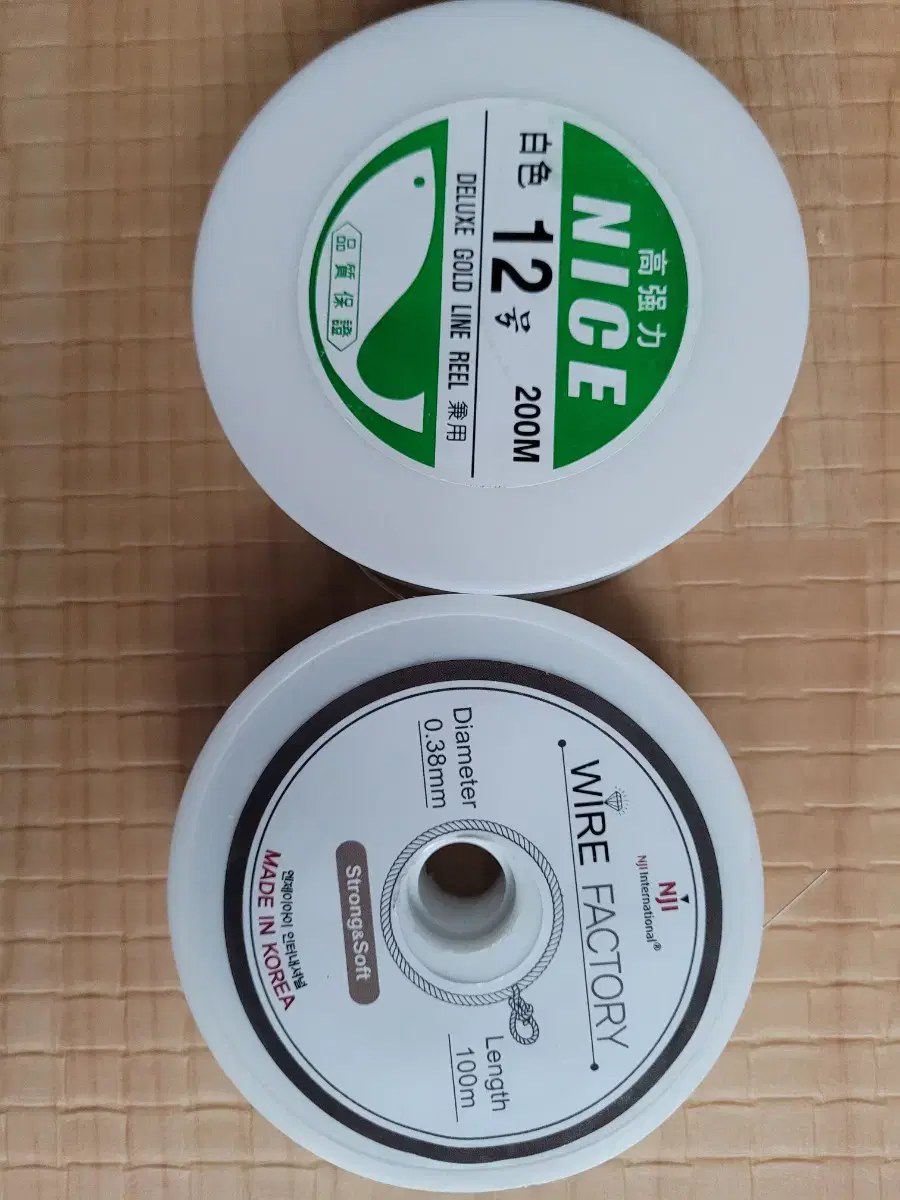 高强力
NICE
白色 12号 200M
DELUXE GOLD LINE REEL 兼用
品質保證
NJI
NJI International®
WIRE FACTORY
Diameter
0.38mm
Length
100m
Strong&Soft
엔제이아이 인터내셔널
MADE IN KOREA